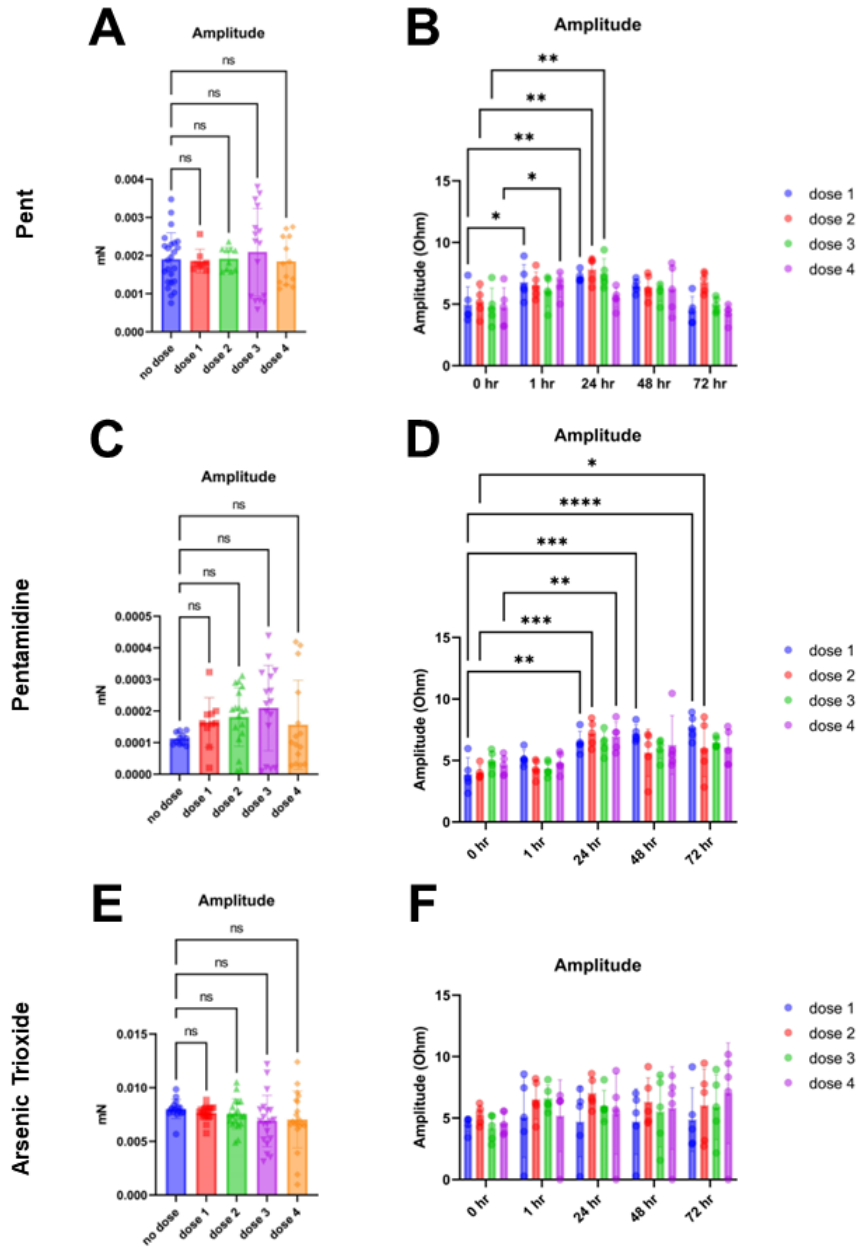 A
Amplitude
ns
ns
ns
ns
0.004
0.003
0.002
0.001
0.000
mN
no dose
dose 1
dose 2
dose 3
dose 4
Pent
B
Amplitude
**
**
**
*
*
15
10
5
0
Amplitude (Ohm)
0 hr
1 hr
24 hr
48 hr
72 hr
dose 1
dose 2
dose 3
dose 4
C
Amplitude
ns
ns
ns
ns
0.0005
0.0004
0.0003
0.0002
0.0001
0.0000
mN
no dose
dose 1
dose 2
dose 3
dose 4
Pentamidine
D
Amplitude
*
****
***
**
***
**
15
10
5
0
Amplitude (Ohm)
0 hr
1 hr
24 hr
48 hr
72 hr
dose 1
dose 2
dose 3
dose 4
E
Amplitude
ns
ns
ns
ns
0.015
0.010
0.005
0.000
mN
no dose
dose 1
dose 2
dose 3
dose 4
Arsenic Trioxide
F
Amplitude
15
10
5
0
Amplitude (Ohm)
0 hr
1 hr
24 hr
48 hr
72 hr
dose 1
dose 2
dose 3
dose 4